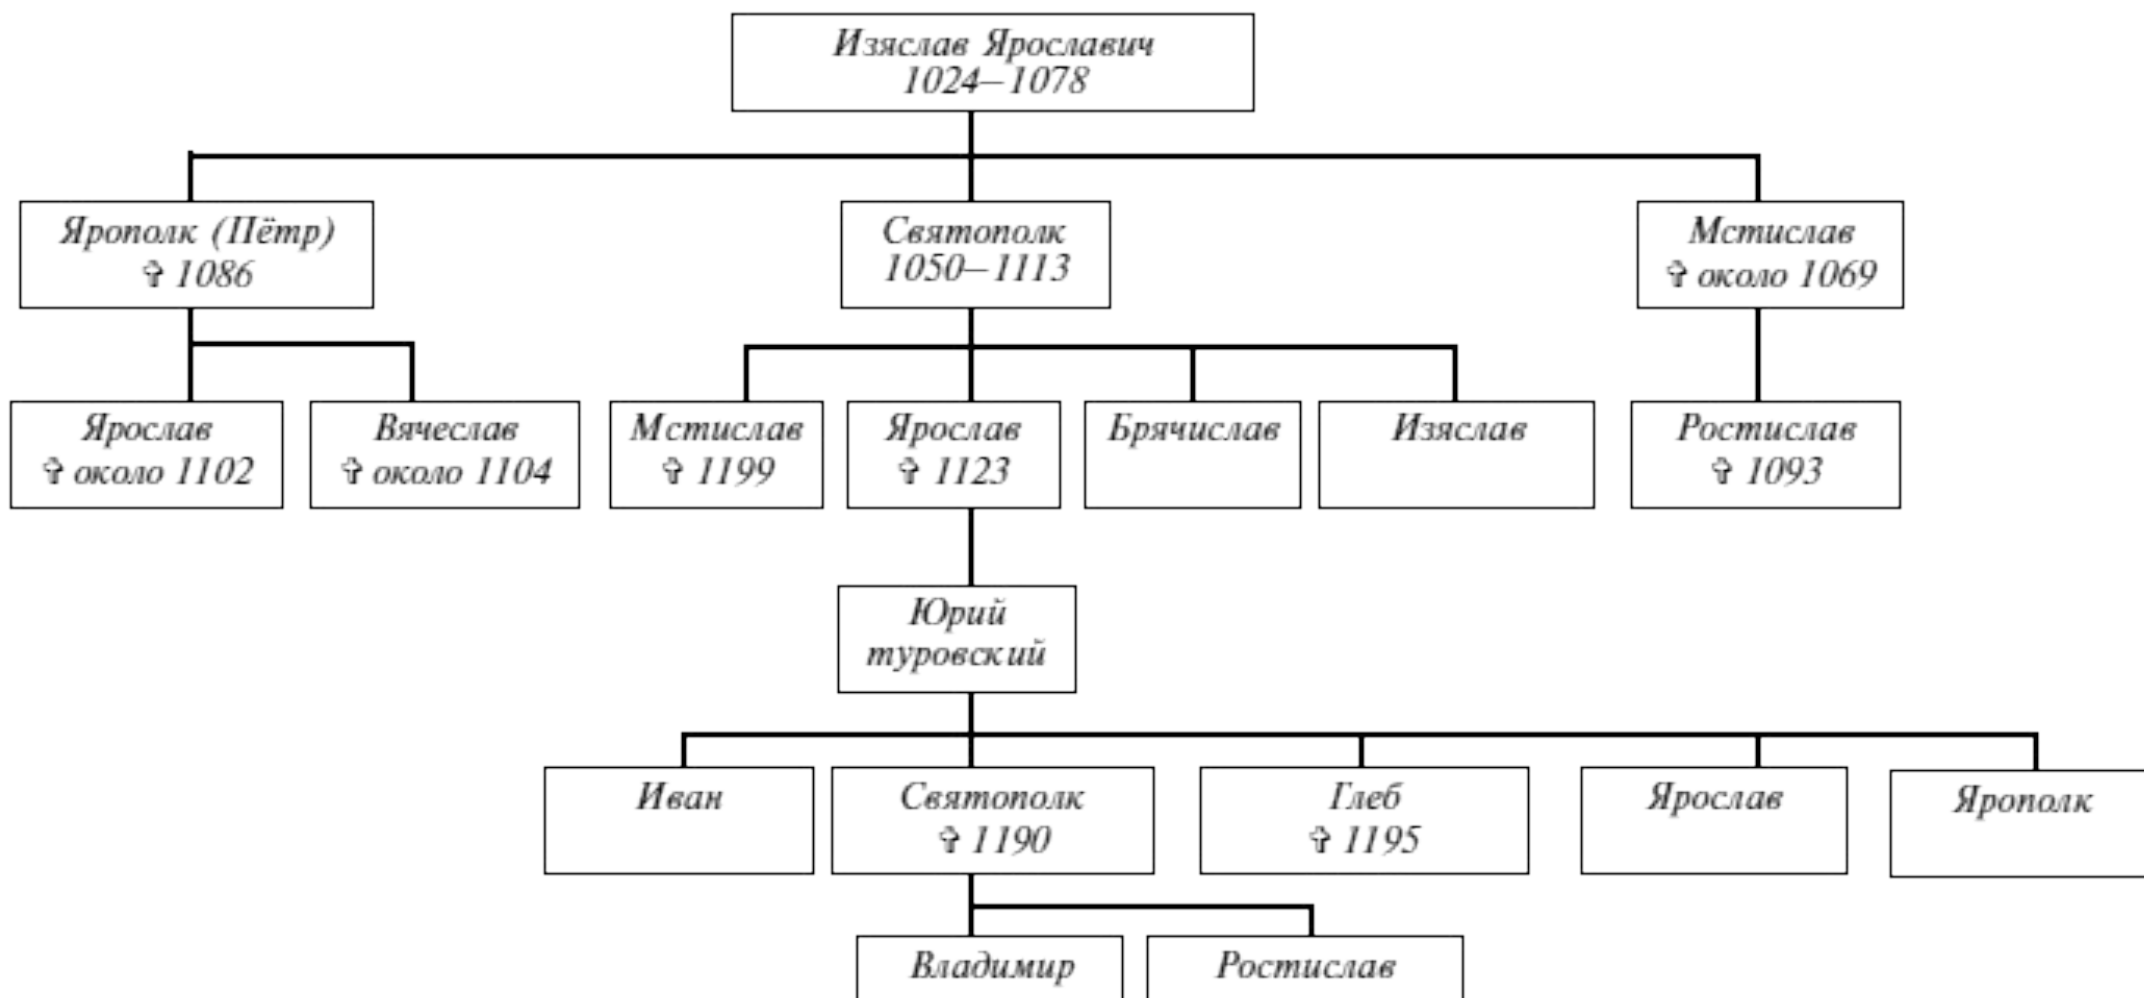 Изяслав Ярославич
1024–1078
Ярополк (Пётр)
✞ 1086
Святополк
1050–1113
Мстислав
✞ около 1069
Ярослав
✞ около 1102
Вячеслав
✞ около 1104
Мстислав
✞ 1199
Ярослав
✞ 1123
Брячислав
Изяслав
Ростислав
✞ 1093
Юрий
туровский
Иван
Святополк
✞ 1190
Глеб
✞ 1195
Ярослав
Ярополк
Владимир
Ростислав